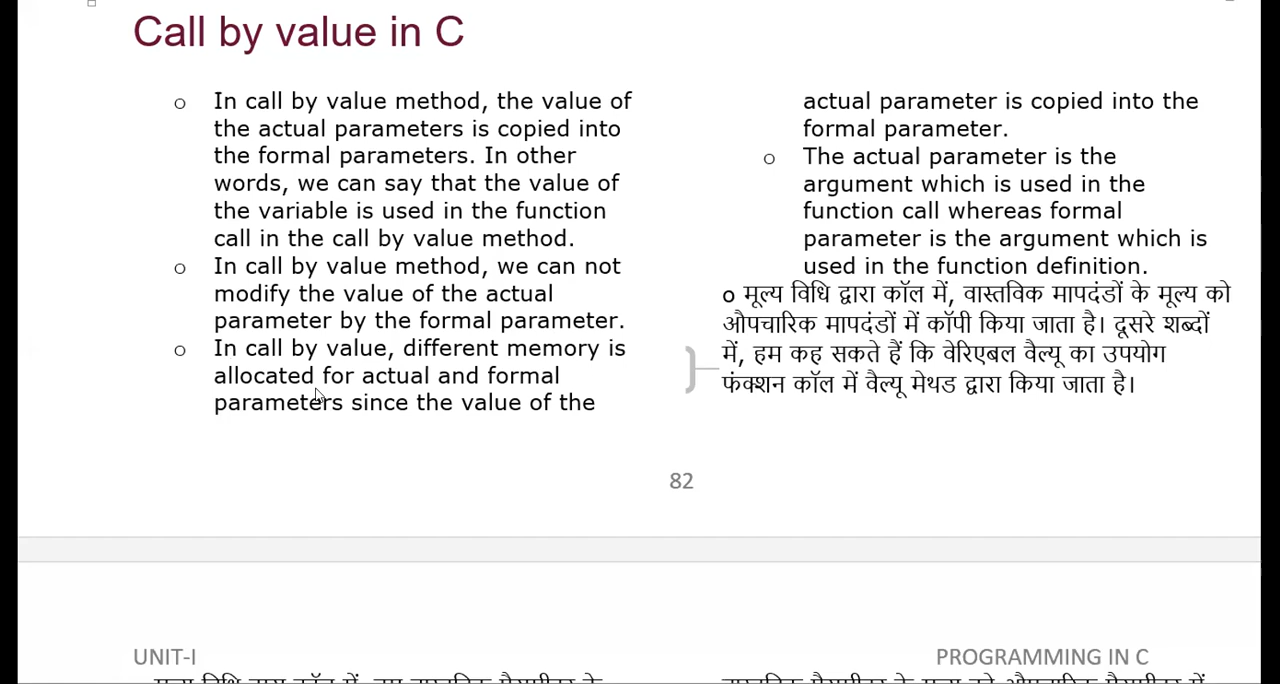 Call by value in C
o In call by value method, the value of
the actual parameters is copied into
the formal parameters. In other
words, we can say that the value of
the variable is used in the function
call in the call by value method.
o In call by value method, we can not
modify the value of the actual
parameter by the formal parameter.
o In call by value, different memory is
allocated for actual and formal
parameters since the value of the
actual parameter is copied into the
formal parameter.
o The actual parameter is the
argument which is used in the
function call whereas formal
parameter is the argument which is
used in the function definition.
o मूल्य विधि द्वारा कॉल में, वास्तविक मापदंडों के मूल्य को
औपचारिक मापदंडों में कॉपी किया जाता है। दूसरे शब्दों
में, हम कह सकते हैं कि वेरिएबल वैल्यू का उपयोग
फंक्शन कॉल में वैल्यू मेथड द्वारा किया जाता है।
82
UNIT-I
PROGRAMMING IN C